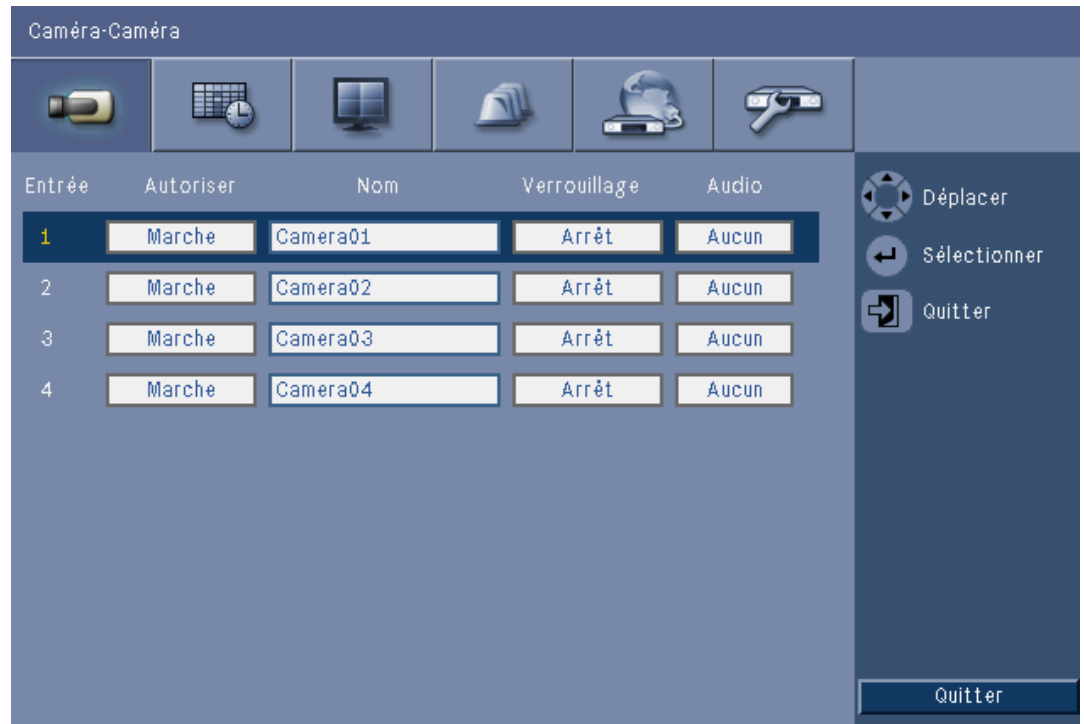 Caméra-Caméra
Entrée Autoriser Nom Verrouillage Audio
1 Marche Camera01 Arrêt Aucun
2 Marche Camera02 Arrêt Aucun
3 Marche Camera03 Arrêt Aucun
4 Marche Camera04 Arrêt Aucun
Déplacer
Sélectionner
Quitter
Quitter